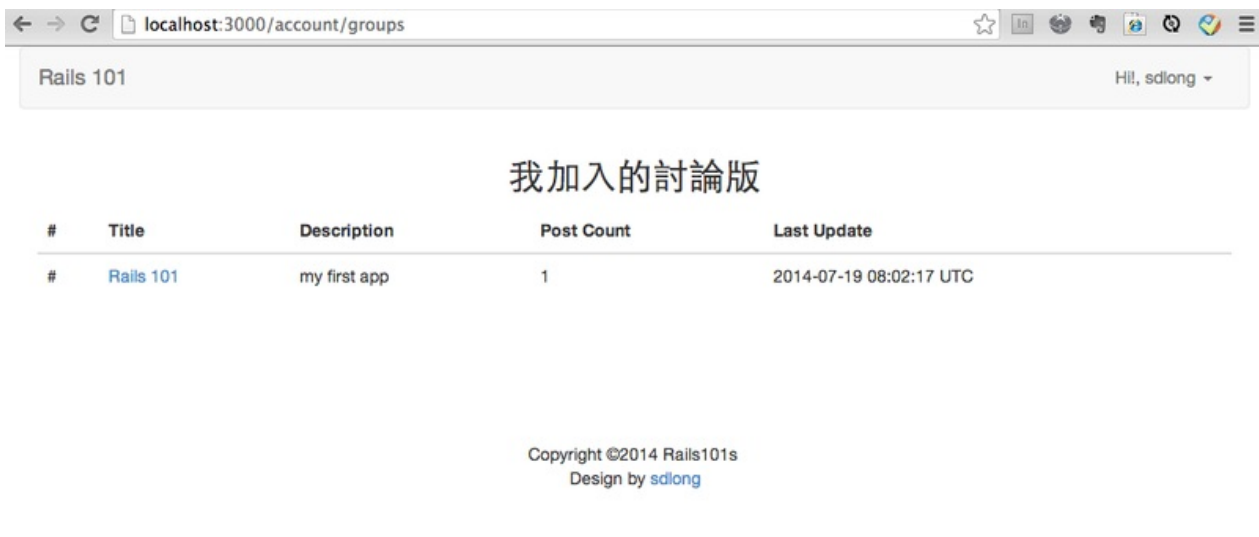 localhost:3000/account/groups
Rails 101 Hi!, sdlong
我加入的討論版
# Title Description Post Count Last Update
# Rails 101 my first app 1 2014-07-19 08:02:17 UTC
Copyright ©2014 Rails101s
Design by sdlong